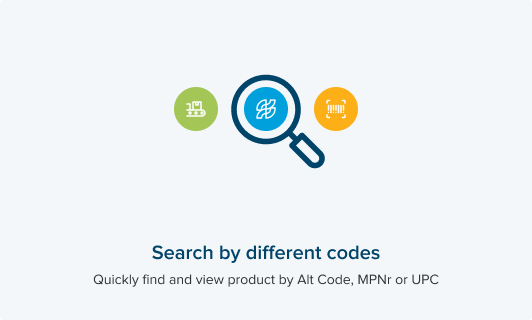 Search by different codes
Quickly find and view product by Alt Code, MPNr or UPC